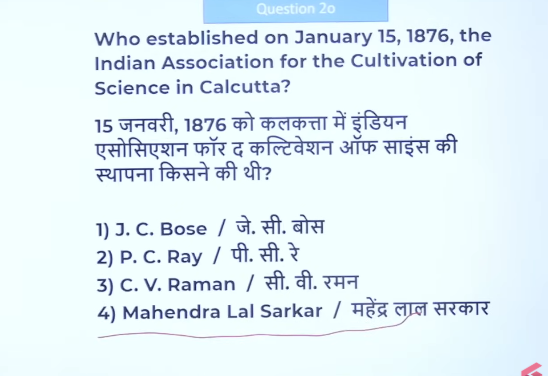 Question 2o
Who established on January 15, 1876, the
Indian Association for the Cultivation of
Science in Calcutta?
15 जनवरी, 1876 को कलकत्ता में इंडियन
एसोसिएशन फॉर द कल्टिवेशन ऑफ साइंस की
स्थापना किसने की थी?
1) J. C. Bose / जे. सी. बोस
2) P. C. Ray / पी. सी. रे
3) C. V. Raman / सी. वी. रमन
4) Mahendra Lal Sarkar / महेंद्र लाल सरकार